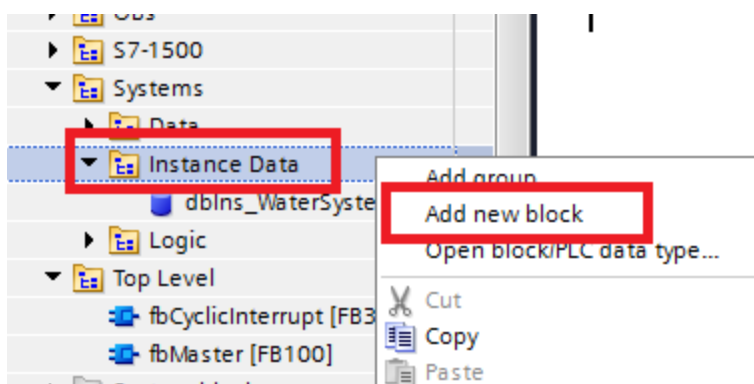 Obs
S7-1500
Systems
Data
Instance Data
Add group
dbIns_WaterSyste
Add new block
Logic
Open block/PLC data type...
Top Level
Cut
fbCyclicInterrupt [FB3
Copy
fbMaster [FB100]
Paste